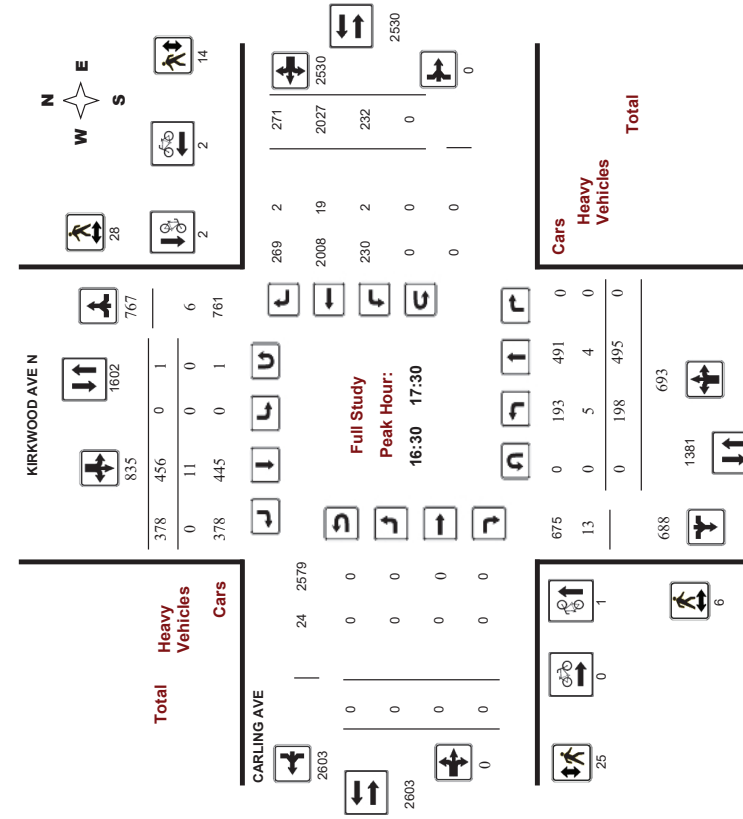 KIRKWOOD AVE N
N
W E
S
14
2
28
2
835
1602
767
378 456 0 1
0 11 0 0 6
378 445 0 1 761
Total
Heavy
Vehicles
Cars
CARLING AVE
2603
2603
0
24 2579
0 0 0
0 0 0
0 0 0
0 0 0
Full Study
Peak Hour:
16:30 17:30
269 2 271
2008 19 2027
230 2 232
0 0 0
0 0
2530
2530
0
Cars
Heavy
Vehicles
Total
675 0 193 491 0
13 0 5 4 0
0 198 495 0
688
1381
693
25
0
1
6